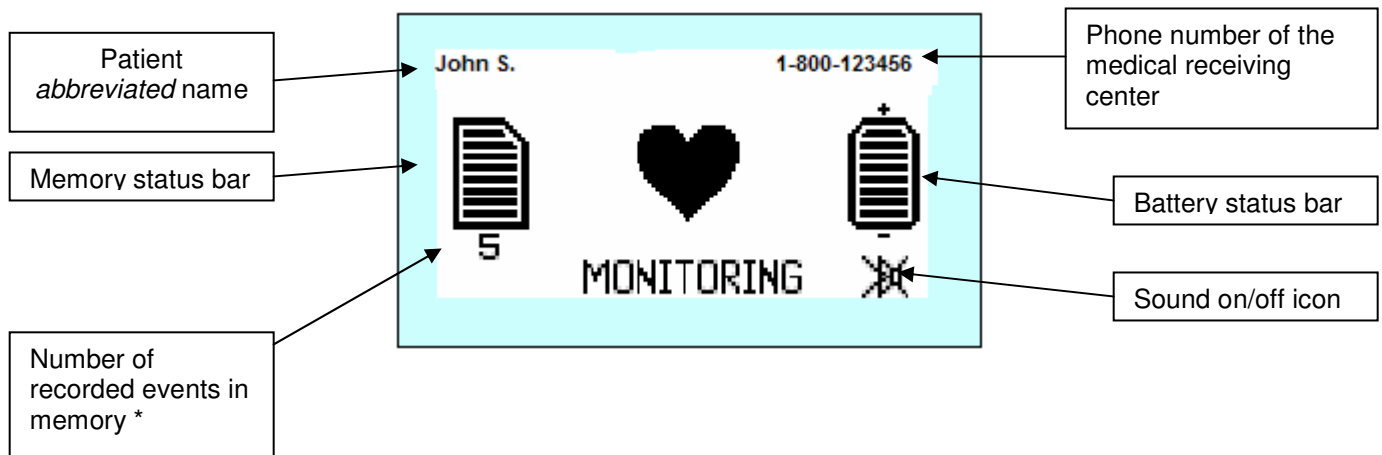 Patient
abbreviated name
Memory status bar
Number of
recorded events in
memory *
John S.
1-800-123456
+
5
-
MONITORING
Phone number of the
medical receiving
center
Battery status bar
Sound on/off icon